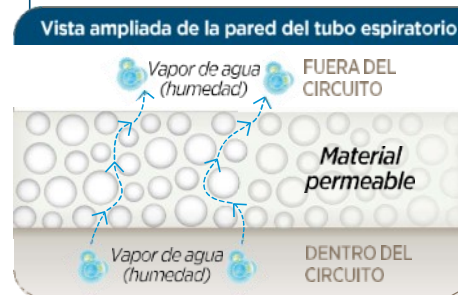 Vista ampliada de la pared del tubo espiratorio
Vapor de agua
(humedad)
FUERA DEL
CIRCUITO
Material
permeable
Vapor de agua
(humedad)
DENTRO DEL
CIRCUITO